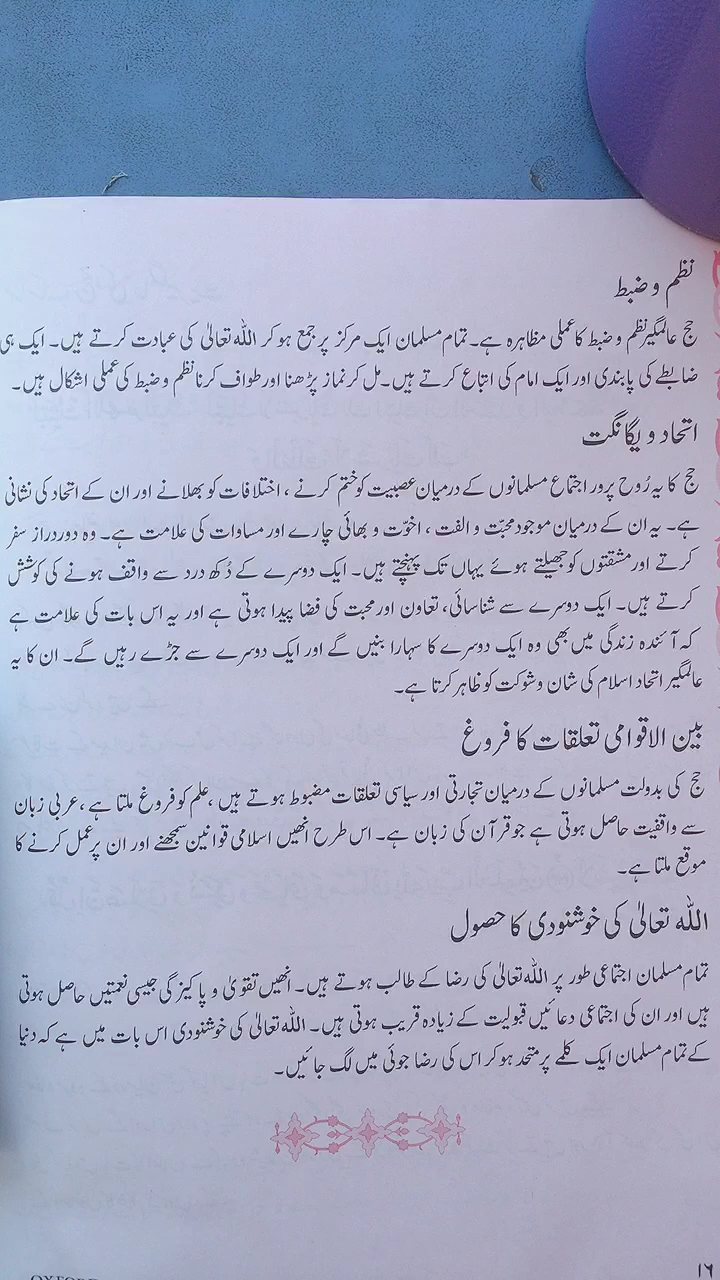 نظم و ضبط
حج عالمگیر نظم و ضبط کا عملی مظاہرہ ہے۔ تمام مسلمان ایک مرکز پر جمع ہو کر اللہ تعالیٰ کی عبادت کرتے ہیں۔ ایک ہی
ضابطے کی پابندی اور ایک امام کی اتباع کرتے ہیں۔ مل کر نماز پڑھنا اور طواف کرنا نظم و ضبط کی عملی اشکال ہیں۔
اتحاد و یگانگت
حج کا یہ رُوح پرور اجتماع مسلمانوں کے درمیان عصبیت کو ختم کرنے ، اختلافات کو بھلانے اور ان کے اتحاد کی نشانی
ہے۔ یہ ان کے درمیان موجود محبّت و الفت ، اخوّت و بھائی چارے اور مساوات کی علامت ہے۔ وہ دور دراز سفر
کرتے اور مشقتوں کو جھیلتے ہوئے یہاں تک پہنچتے ہیں۔ ایک دوسرے کے دُکھ درد سے واقف ہونے کی کوشش
کرتے ہیں۔ ایک دوسرے سے شناسائی، تعاون اور محبت کی فضا پیدا ہوتی ہے اور یہ اس بات کی علامت ہے
کہ آئندہ زندگی میں بھی وہ ایک دوسرے کا سہارا بنیں گے اور ایک دوسرے سے جڑے رہیں گے۔ ان کا یہ
عالمگیر اتحاد اسلام کی شان و شوکت کو ظاہر کرتا ہے۔
بین الاقوامی تعلقات کا فروغ
حج کی بدولت مسلمانوں کے درمیان تجارتی اور سیاسی تعلقات مضبوط ہوتے ہیں ، علم کو فروغ ملتا ہے ، عربی زبان
سے واقفیت حاصل ہوتی ہے جو قرآن کی زبان ہے۔ اس طرح انھیں اسلامی قوانین سمجھنے اور ان پر عمل کرنے کا
موقع ملتا ہے۔
اللہ تعالیٰ کی خوشنودی کا حصول
تمام مسلمان اجتماعی طور پر اللہ تعالیٰ کی رضا کے طالب ہوتے ہیں۔ انھیں تقویٰ و پاکیزگی جیسی نعمتیں حاصل ہوتی
ہیں اور ان کی اجتماعی دعائیں قبولیت کے زیادہ قریب ہوتی ہیں۔ اللہ تعالیٰ کی خوشنودی اس بات میں ہے کہ دنیا
کے تمام مسلمان ایک کلمے پر متحد ہو کر اس کی رضا جوئی میں لگ جائیں۔
۱۶
OXFORD